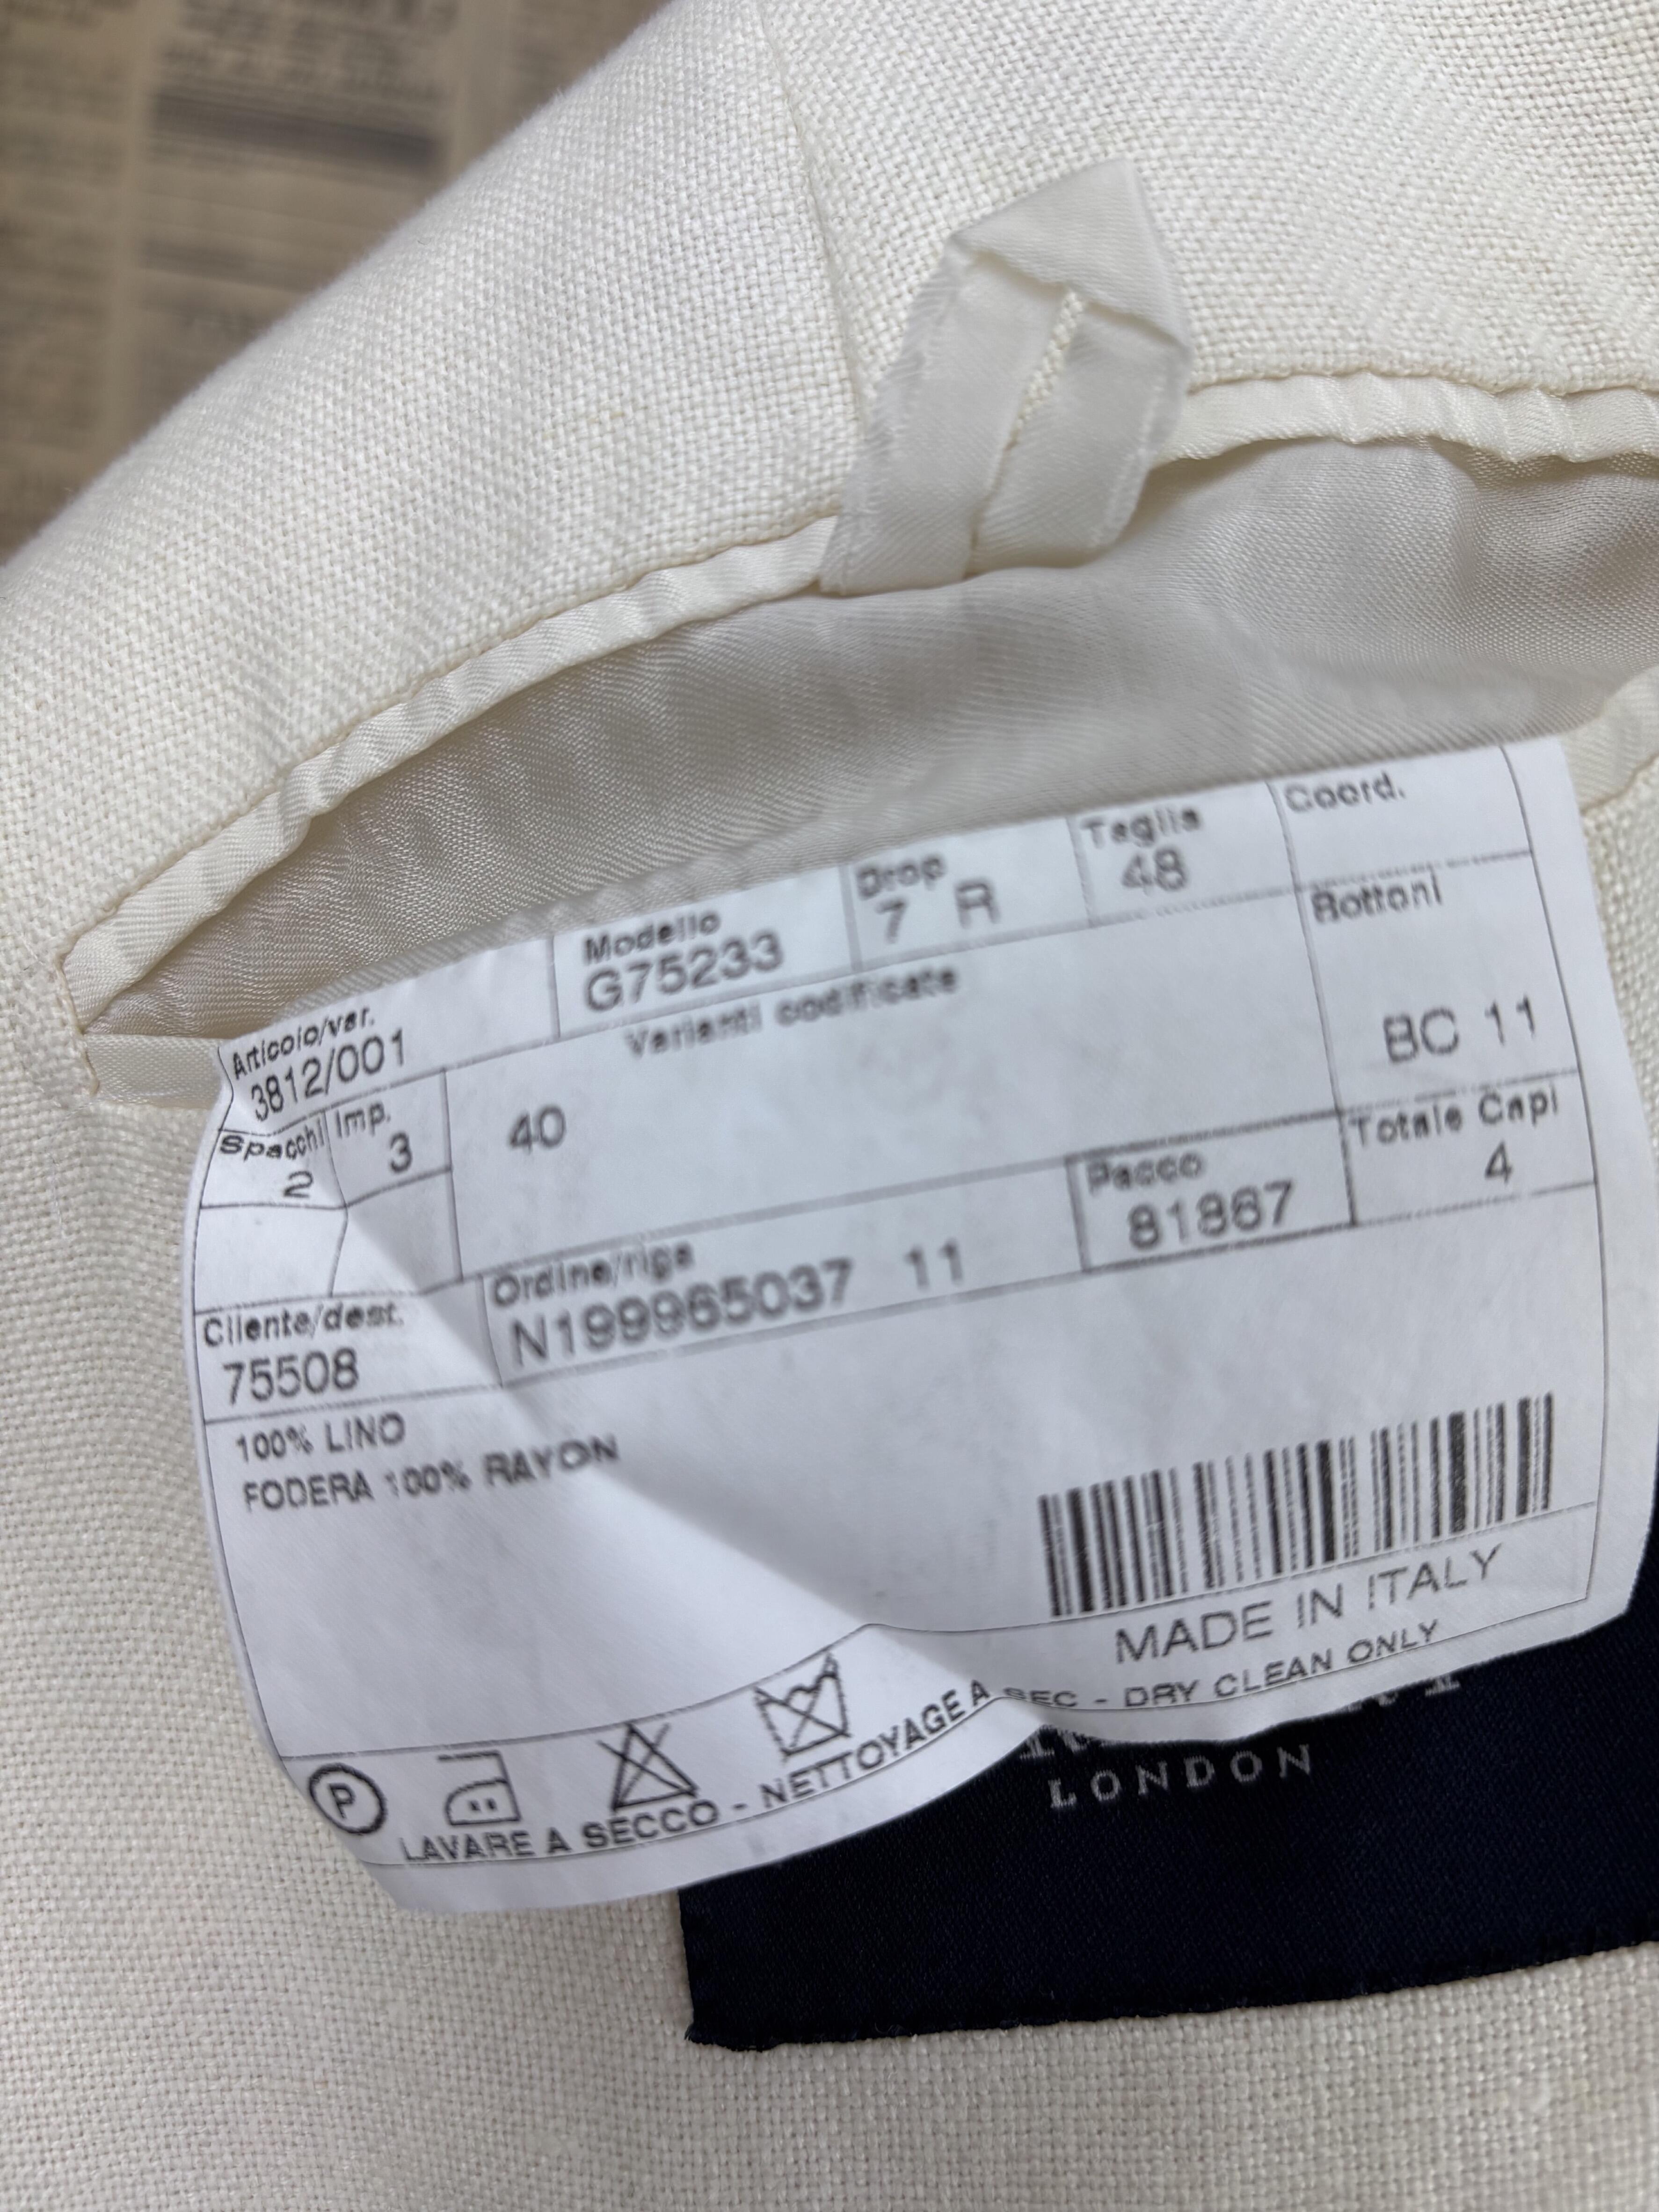 Articolo/var. Modello Drop Taglia Coord.
3812/001 G75233 7 R 48
Spacchi Imp. Varianti codificate Bottoni
2 3 40 BC 11
Pacco Totale Capi
81867 4
Cliente/dest. Ordine/riga
75508 N199965037 11
100% LINO
FODERA 100% RAYON
MADE IN ITALY
P
LAVARE A SECCO - NETTOYAGE A SEC - DRY CLEAN ONLY
LONDON